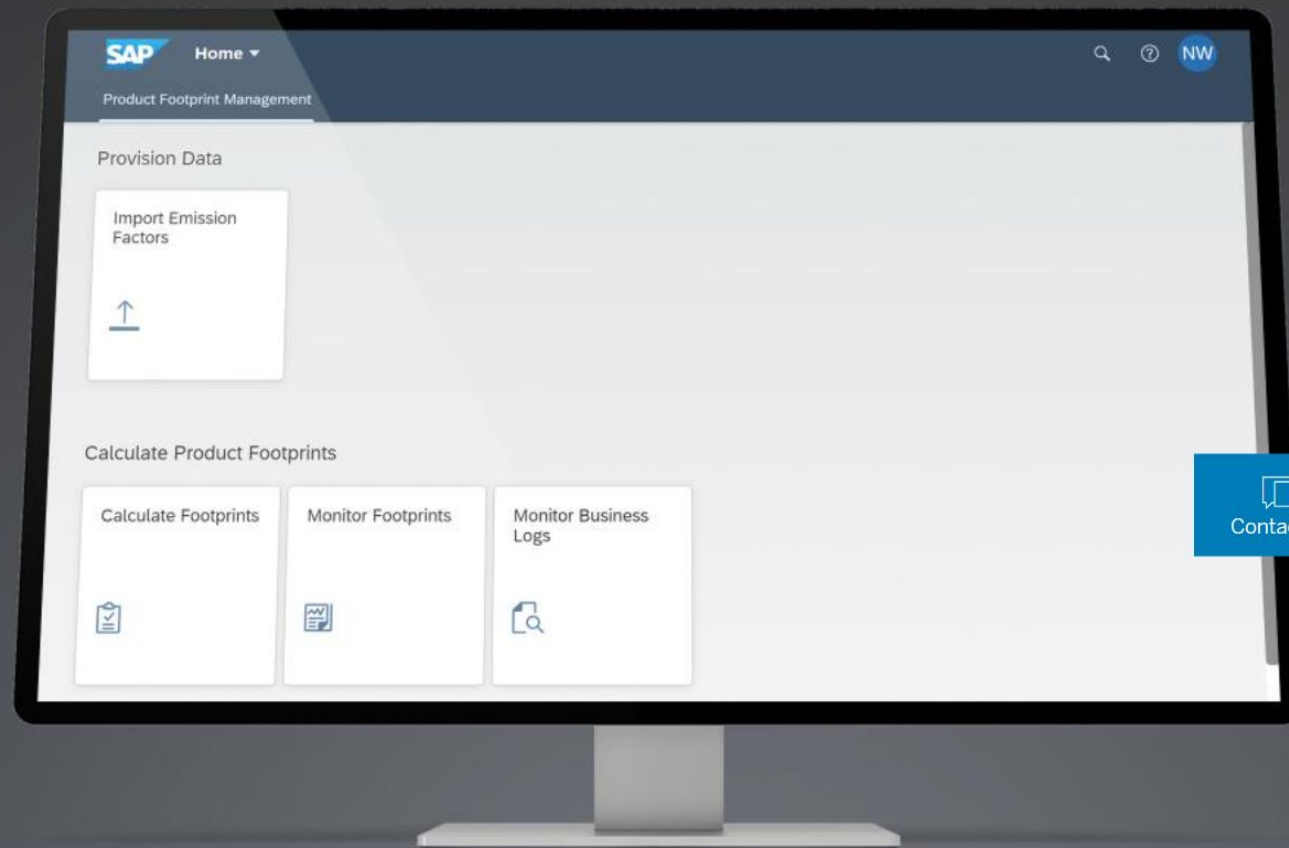 SAP Home
NW
Product Footprint Management
Provision Data
Import Emission
Factors
Calculate Product Footprints
Calculate Footprints
Monitor Footprints
Monitor Business
Logs